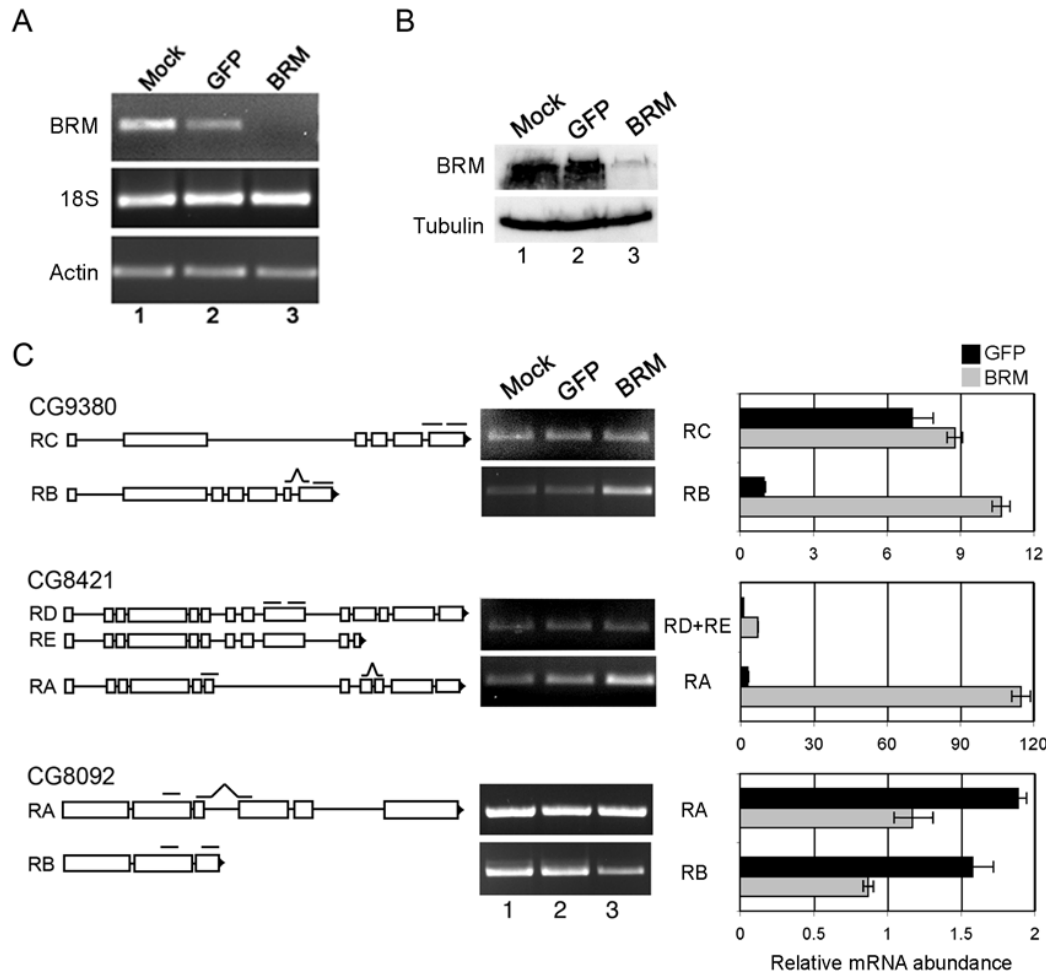 A
Mock GFP BRM
BRM
18S
Actin
1 2 3
B
Mock GFP BRM
BRM
Tubulin
1 2 3
C
GFP
BRM
CG9380
RC
RB
Mock GFP BRM
RC
RB
0 3 6 9 12
CG8421
RD
RE
RA
RD+RE
RA
0 30 60 90 120
CG8092
RA
RB
1 2 3
RA
RB
0 0.5 1 1.5 2
Relative mRNA abundance